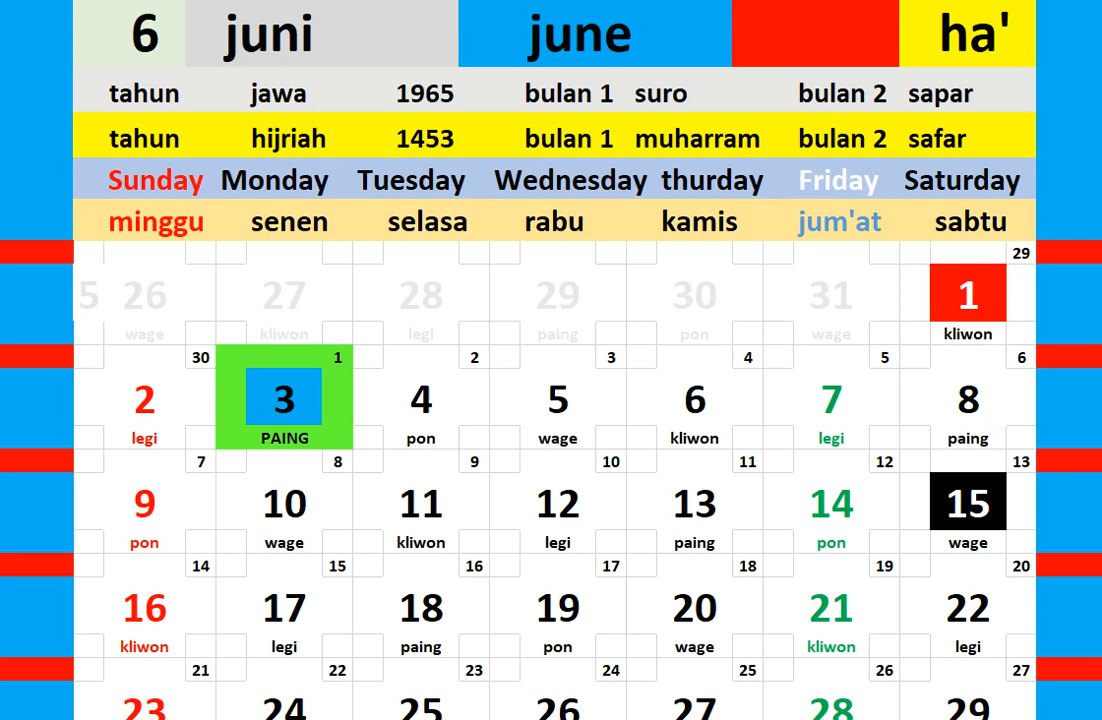 6 juni june ha'
tahun jawa 1965 bulan 1 suro bulan 2 sapar
tahun hijriah 1453 bulan 1 muharram bulan 2 safar
Sunday Monday Tuesday Wednesday thurday Friday Saturday
minggu senen selasa rabu kamis jum'at sabtu
29
5 26 27 28 29 30 31 1
wage kliwon legi paing pon wage kliwon
30 1 2 3 4 5 6
2 3 4 5 6 7 8
legi PAING pon wage kliwon legi paing
7 8 9 10 11 12 13
9 10 11 12 13 14 15
pon wage kliwon legi paing pon wage
14 15 16 17 18 19 20
16 17 18 19 20 21 22
kliwon legi paing pon wage kliwon legi
21 22 23 24 25 26 27
23 24 25 26 27 28 29